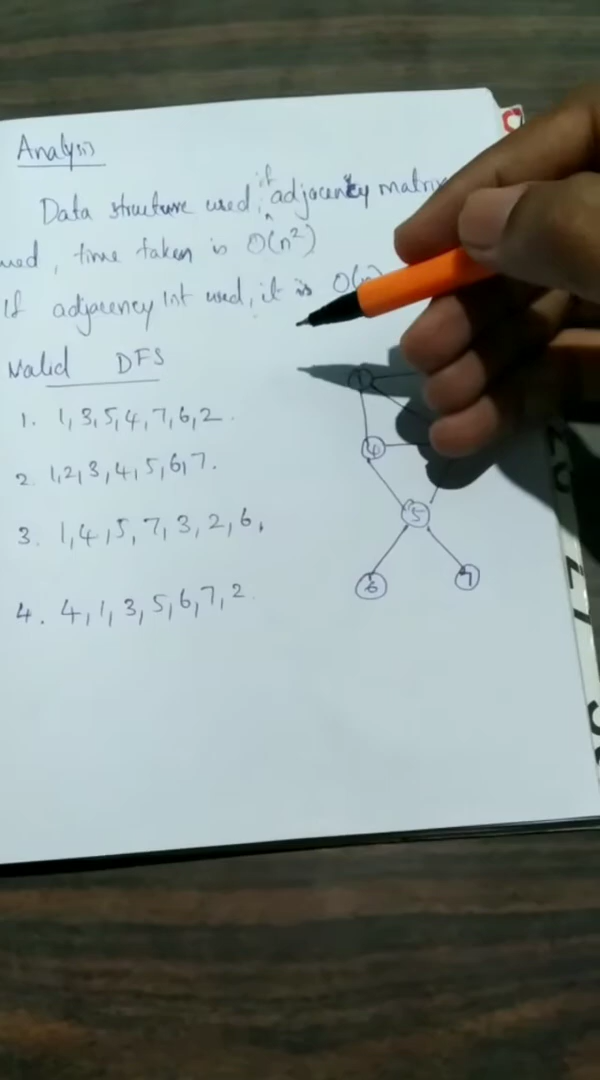 Analysis
if
Data structure used, adjacency matrix
used, time taken is O(n²)
If adjacency list used, it is O(n)
Valid DFS
1. 1, 3, 5, 4, 7, 6, 2.
2. 1, 2, 3, 4, 5, 6, 7.
3. 1, 4, 5, 7, 3, 2, 6,
4. 4, 1, 3, 5, 6, 7, 2.
1
4
5
6
7